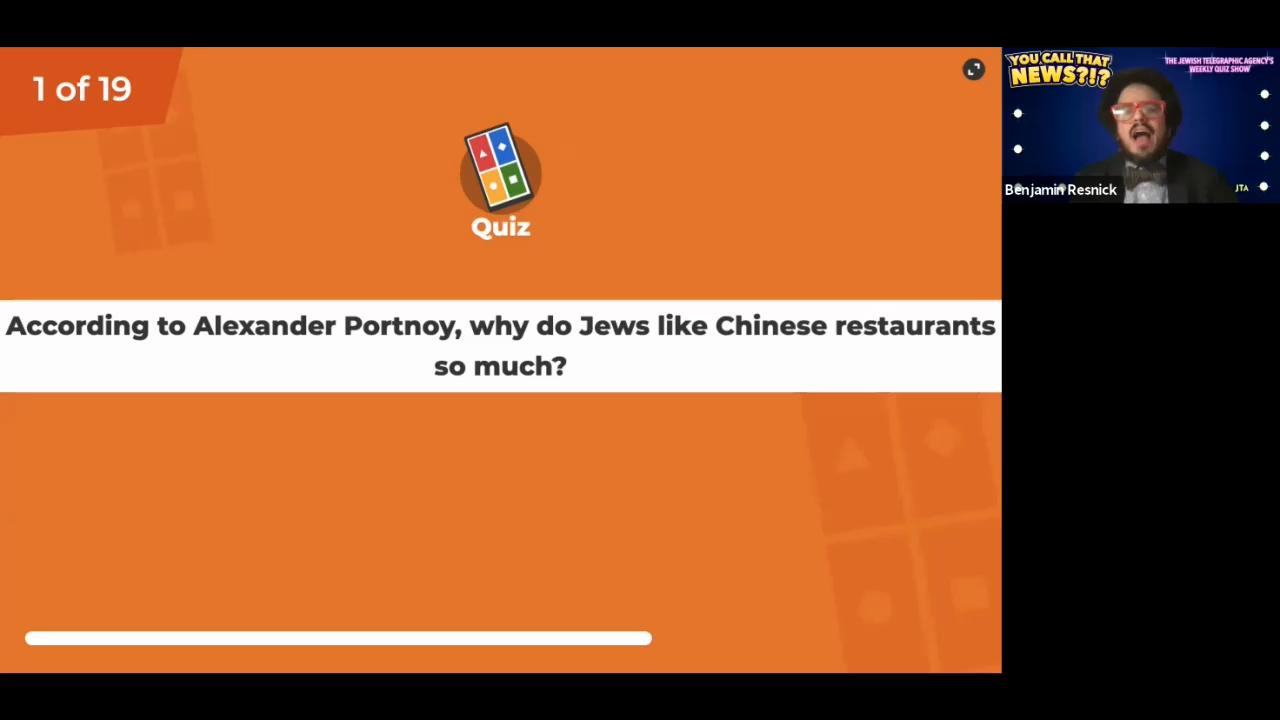 1 of 19
Quiz
According to Alexander Portnoy, why do Jews like Chinese restaurants
so much?
YOU CALL THAT
NEWS?!?
THE JEWISH TELEGRAPHIC AGENCY'S
WEEKLY QUIZ SHOW
Benjamin Resnick
JTA